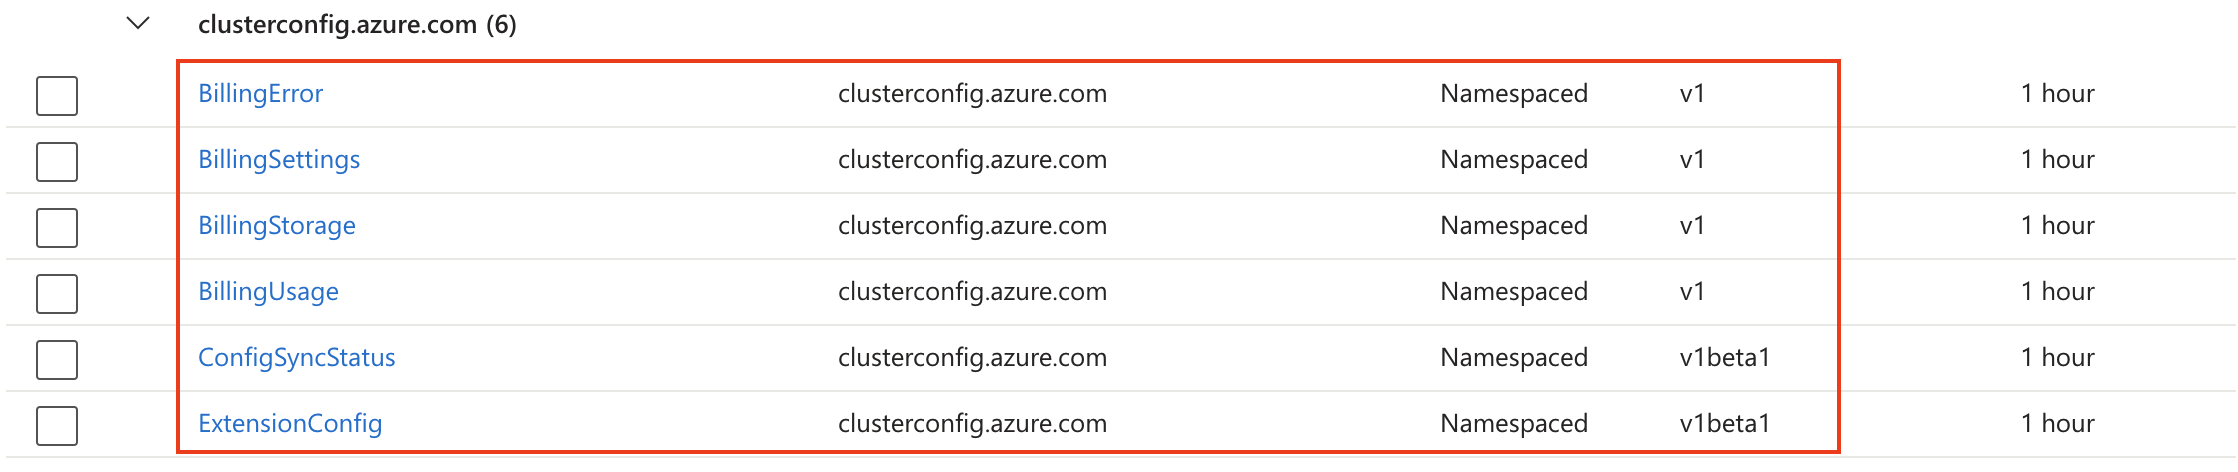 clusterconfig.azure.com (6)
BillingError clusterconfig.azure.com Namespaced v1 1 hour
BillingSettings clusterconfig.azure.com Namespaced v1 1 hour
BillingStorage clusterconfig.azure.com Namespaced v1 1 hour
BillingUsage clusterconfig.azure.com Namespaced v1 1 hour
ConfigSyncStatus clusterconfig.azure.com Namespaced v1beta1 1 hour
ExtensionConfig clusterconfig.azure.com Namespaced v1beta1 1 hour